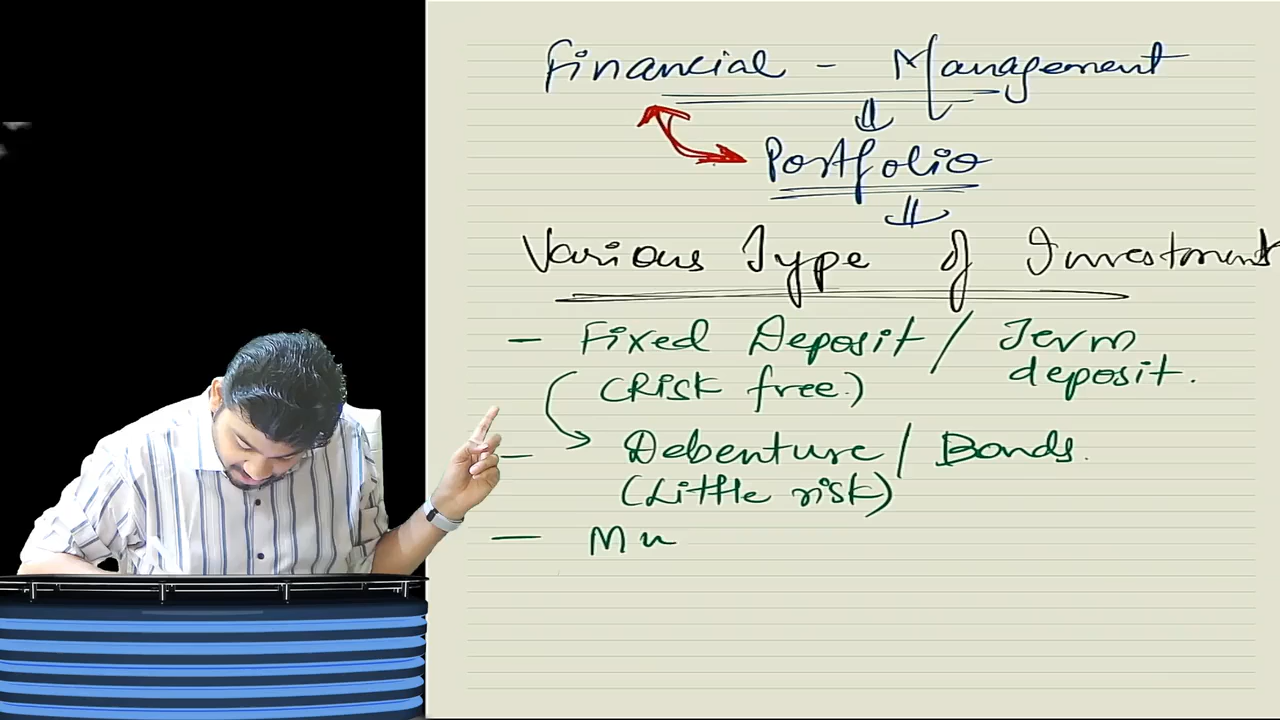 Financial - Management
Portfolio
Various Type of Investment
- Fixed Deposit / Term deposit.
(Risk free.)
- Debenture / Bonds.
(Little risk)
- Mu